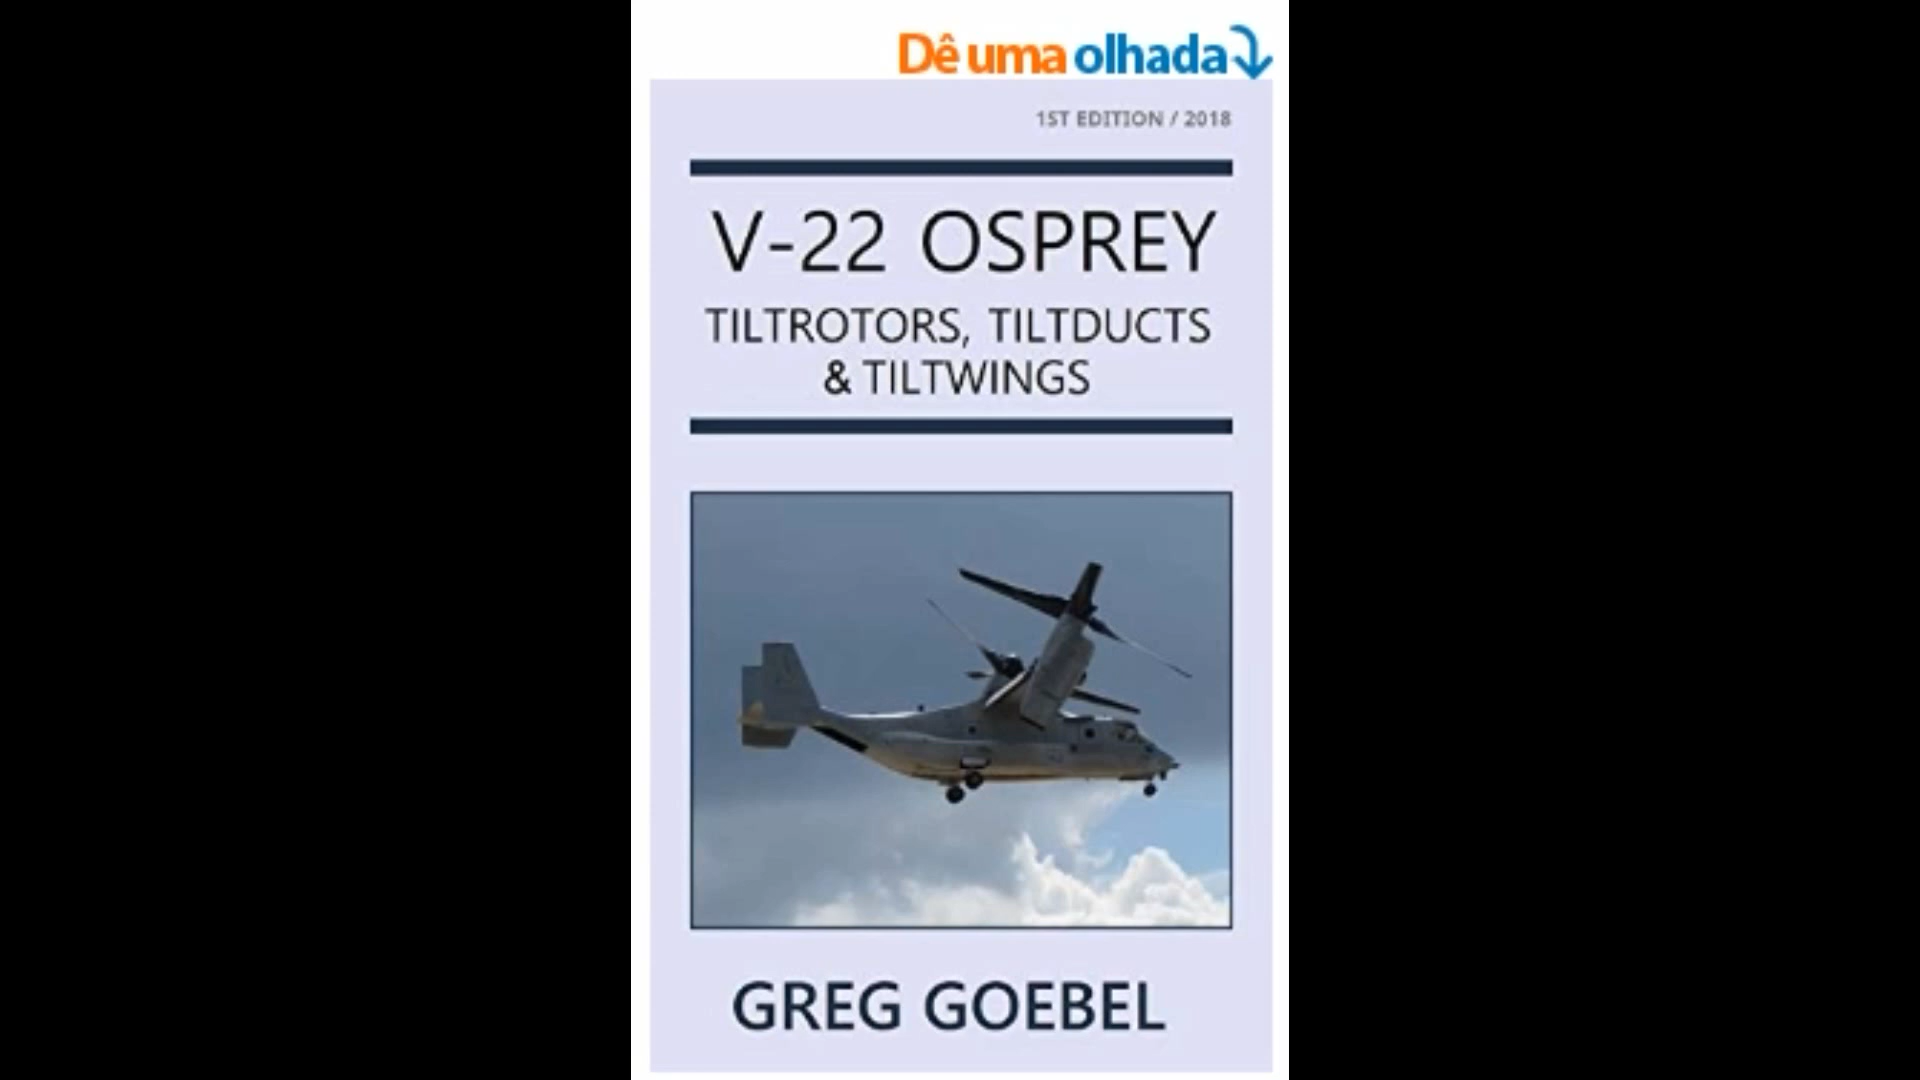 Dê uma olhada
1ST EDITION / 2018
V-22 OSPREY
TILTROTORS, TILTDUCTS
& TILTWINGS
GREG GOEBEL